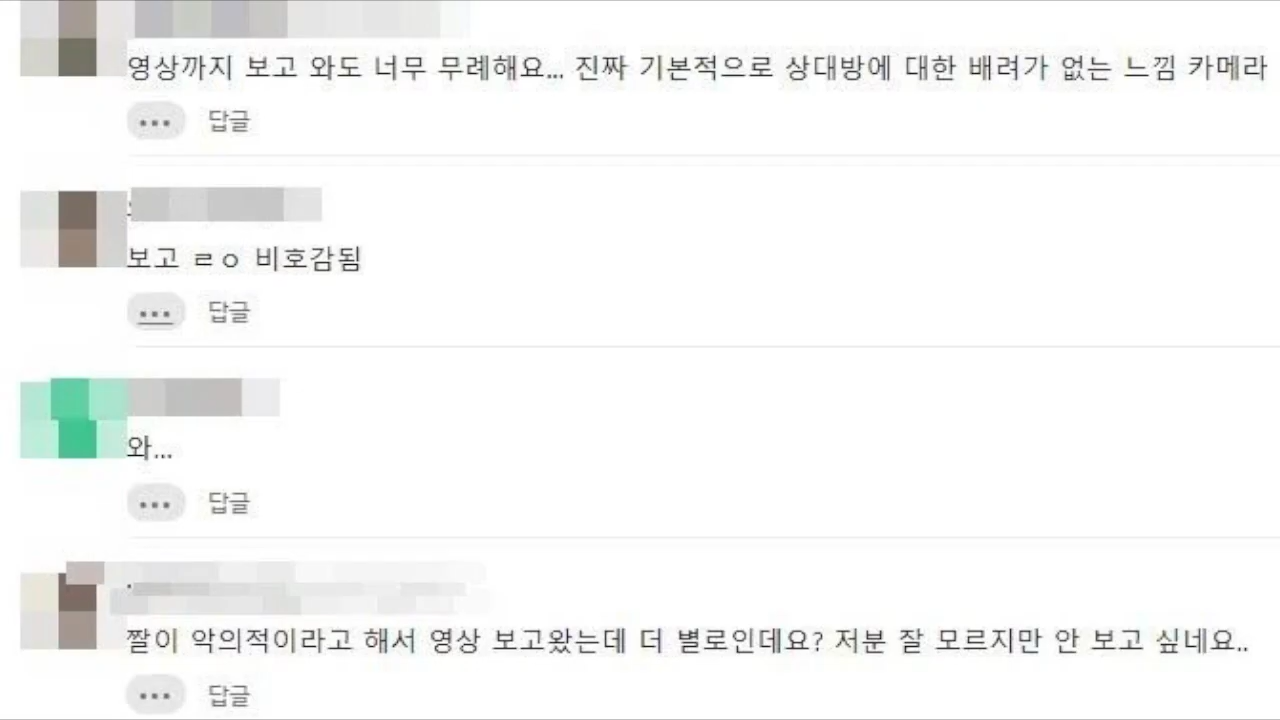 영상까지 보고 와도 너무 무례해요... 진짜 기본적으로 상대방에 대한 배려가 없는 느낌 카메라
... 답글
보고 ㄹㅇ 비호감됨
... 답글
와...
... 답글
짤이 악의적이라고 해서 영상 보고왔는데 더 별로인데요? 저분 잘 모르지만 안 보고 싶네요..
... 답글